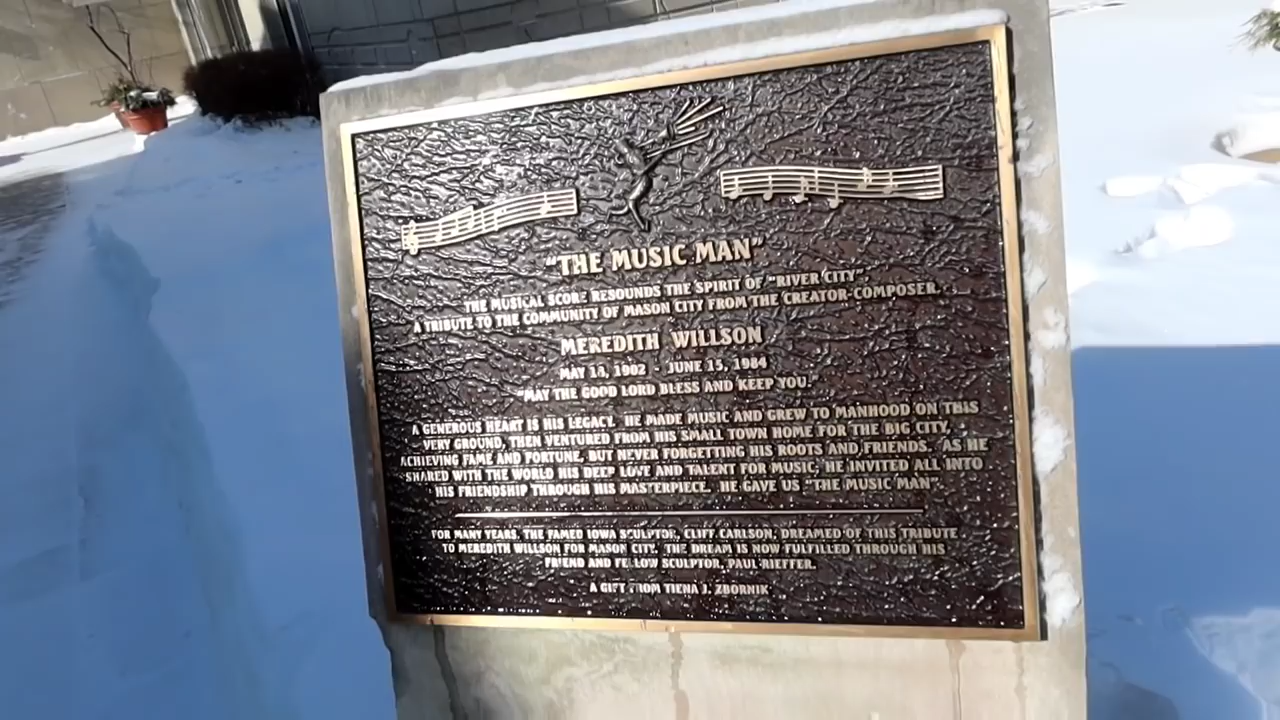 "THE MUSIC MAN"
THE MUSICAL SCORE RESOUNDS THE SPIRIT OF "RIVER CITY".
A TRIBUTE TO THE COMMUNITY OF MASON CITY FROM THE CREATOR-COMPOSER.
MEREDITH WILLSON
MAY 18, 1902 - JUNE 15, 1984
"MAY THE GOOD LORD BLESS AND KEEP YOU."
A GENEROUS HEART IS HIS LEGACY. HE MADE MUSIC AND GREW TO MANHOOD ON THIS
VERY GROUND, THEN VENTURED FROM HIS SMALL TOWN HOME FOR THE BIG CITY,
ACHIEVING FAME AND FORTUNE, BUT NEVER FORGETTING HIS ROOTS AND FRIENDS. AS HE
SHARED WITH THE WORLD HIS DEEP LOVE AND TALENT FOR MUSIC, HE INVITED ALL INTO
HIS FRIENDSHIP THROUGH HIS MASTERPIECE. HE GAVE US "THE MUSIC MAN".
FOR MANY YEARS, THE FAMED IOWA SCULPTOR, CLIFF CARLSON, DREAMED OF THIS TRIBUTE
TO MEREDITH WILLSON FOR MASON CITY. THE DREAM IS NOW FULFILLED THROUGH HIS
FRIEND AND FELLOW SCULPTOR, PAUL RIEFFER.
A GIFT FROM TIENA J. ZBORNIK